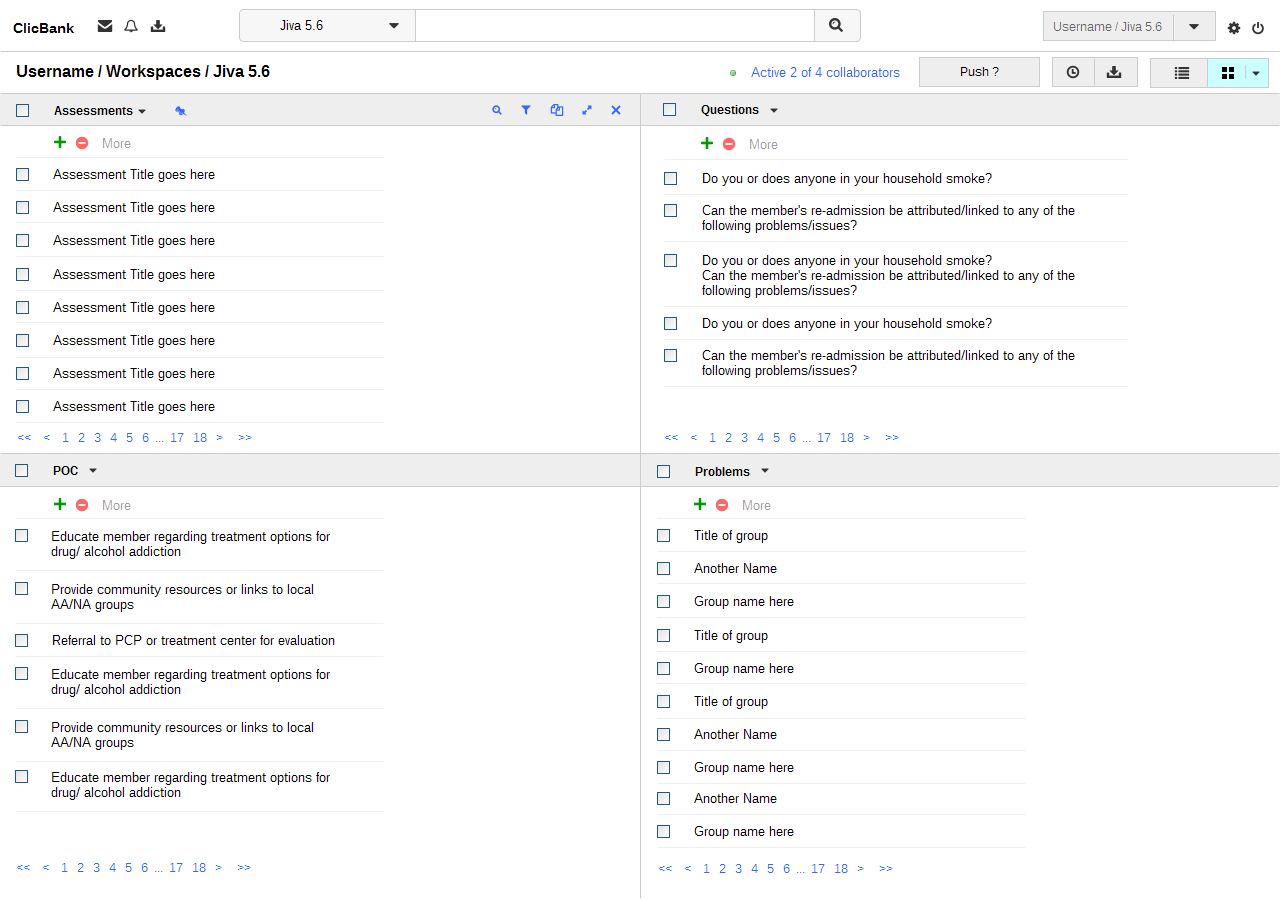 ClicBank
Jiva 5.6
Username / Jiva 5.6
Username / Workspaces / Jiva 5.6
Active 2 of 4 collaborators
Push ?
Assessments
More
Assessment Title goes here
Assessment Title goes here
Assessment Title goes here
Assessment Title goes here
Assessment Title goes here
Assessment Title goes here
Assessment Title goes here
Assessment Title goes here
<< < 1 2 3 4 5 6 ... 17 18 > >>
Questions
More
Do you or does anyone in your household smoke?
Can the member's re-admission be attributed/linked to any of the
following problems/issues?
Do you or does anyone in your household smoke?
Can the member's re-admission be attributed/linked to any of the
following problems/issues?
Do you or does anyone in your household smoke?
Can the member's re-admission be attributed/linked to any of the
following problems/issues?
<< < 1 2 3 4 5 6 ... 17 18 > >>
POC
More
Educate member regarding treatment options for
drug/ alcohol addiction
Provide community resources or links to local
AA/NA groups
Referral to PCP or treatment center for evaluation
Educate member regarding treatment options for
drug/ alcohol addiction
Provide community resources or links to local
AA/NA groups
Educate member regarding treatment options for
drug/ alcohol addiction
<< < 1 2 3 4 5 6 ... 17 18 > >>
Problems
More
Title of group
Another Name
Group name here
Title of group
Group name here
Title of group
Another Name
Group name here
Another Name
Group name here
<< < 1 2 3 4 5 6 ... 17 18 > >>